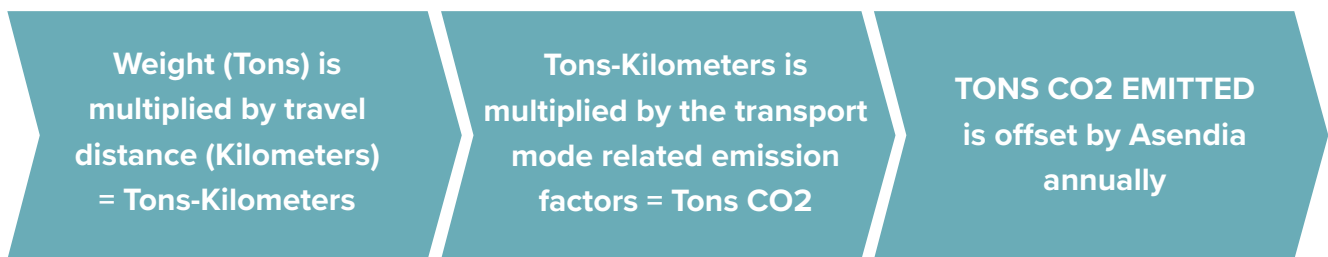 Weight (Tons) is
multiplied by travel
distance (Kilometers)
= Tons-Kilometers
Tons-Kilometers is
multiplied by the transport
mode related emission
factors = Tons CO2
TONS CO2 EMITTED
is offset by Asendia
annually